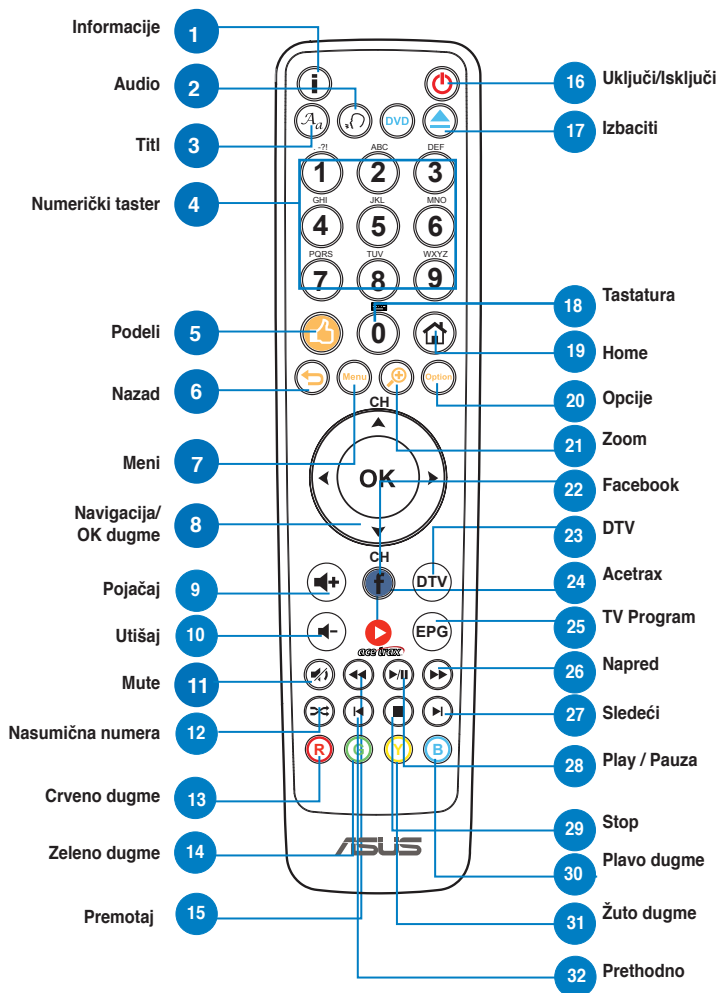 Informacije
1
Audio
2
Titl
3
Numerički taster
4
Podeli
5
Nazad
6
Meni
7
Navigacija/
OK dugme
8
Pojačaj
9
Utišaj
10
Mute
11
Nasumična numera
12
Crveno dugme
13
Zeleno dugme
14
Premotaj
15
i
Aa
DVD
. -?!
ABC
DEF
1
2
3
GHI
JKL
MNO
4
5
6
PQRS
TUV
WXYZ
7
8
9
0
Menu
Option
CH
OK
CH
f
DTV
EPG
ace trax
R
G
Y
B
ASUS
16
Uključi/Isključi
17
Izbaciti
18
Tastatura
19
Home
20
Opcije
21
Zoom
22
Facebook
23
DTV
24
Acetrax
25
TV Program
26
Napred
27
Sledeći
28
Play / Pauza
29
Stop
30
Plavo dugme
31
Žuto dugme
32
Prethodno